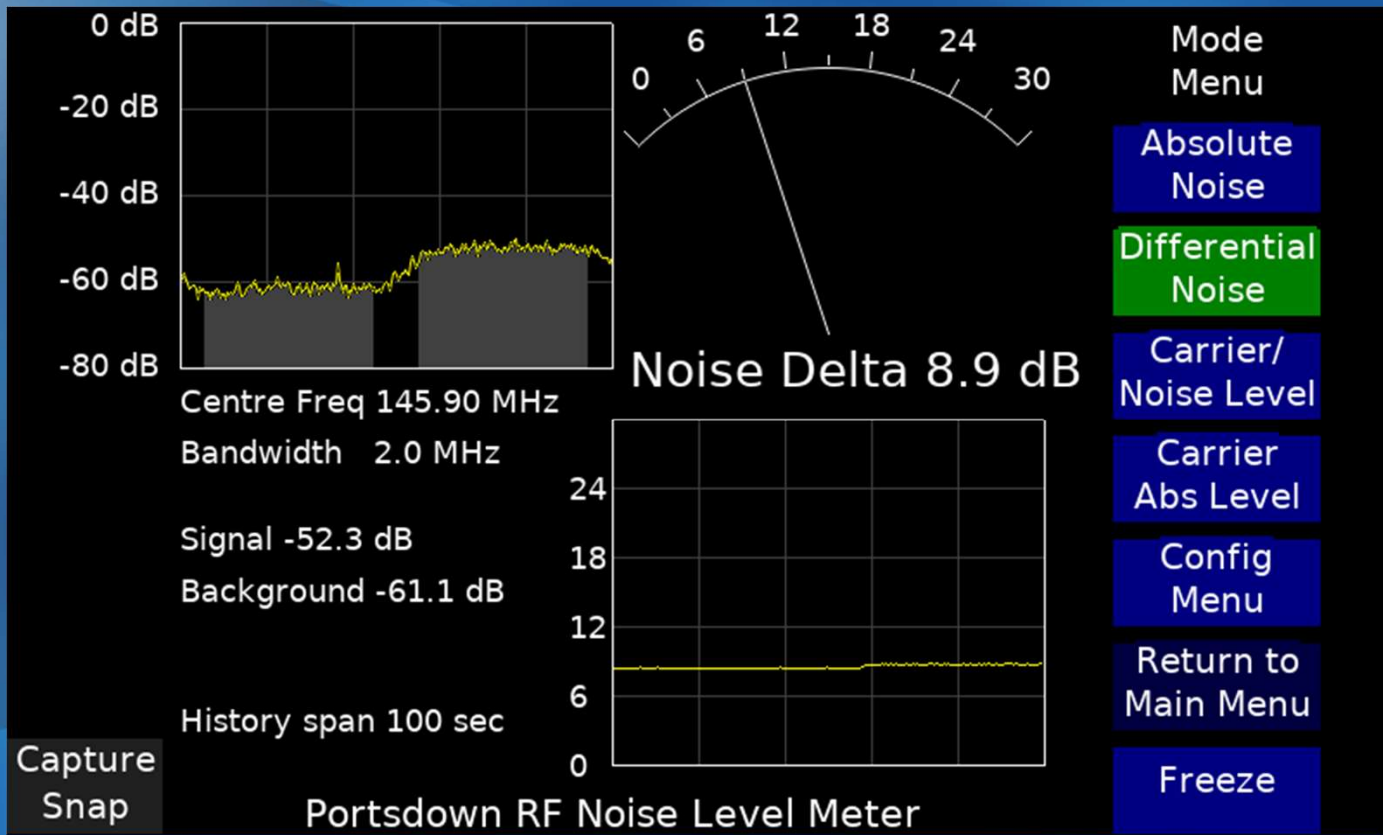 0 dB
-20 dB
-40 dB
-60 dB
-80 dB
0
6
12
18
24
30
Noise Delta 8.9 dB
Centre Freq 145.90 MHz
Bandwidth 2.0 MHz
Signal -52.3 dB
Background -61.1 dB
History span 100 sec
24
18
12
6
0
Capture
Snap
Portsdown RF Noise Level Meter
Mode
Menu
Absolute
Noise
Differential
Noise
Carrier/
Noise Level
Carrier
Abs Level
Config
Menu
Return to
Main Menu
Freeze